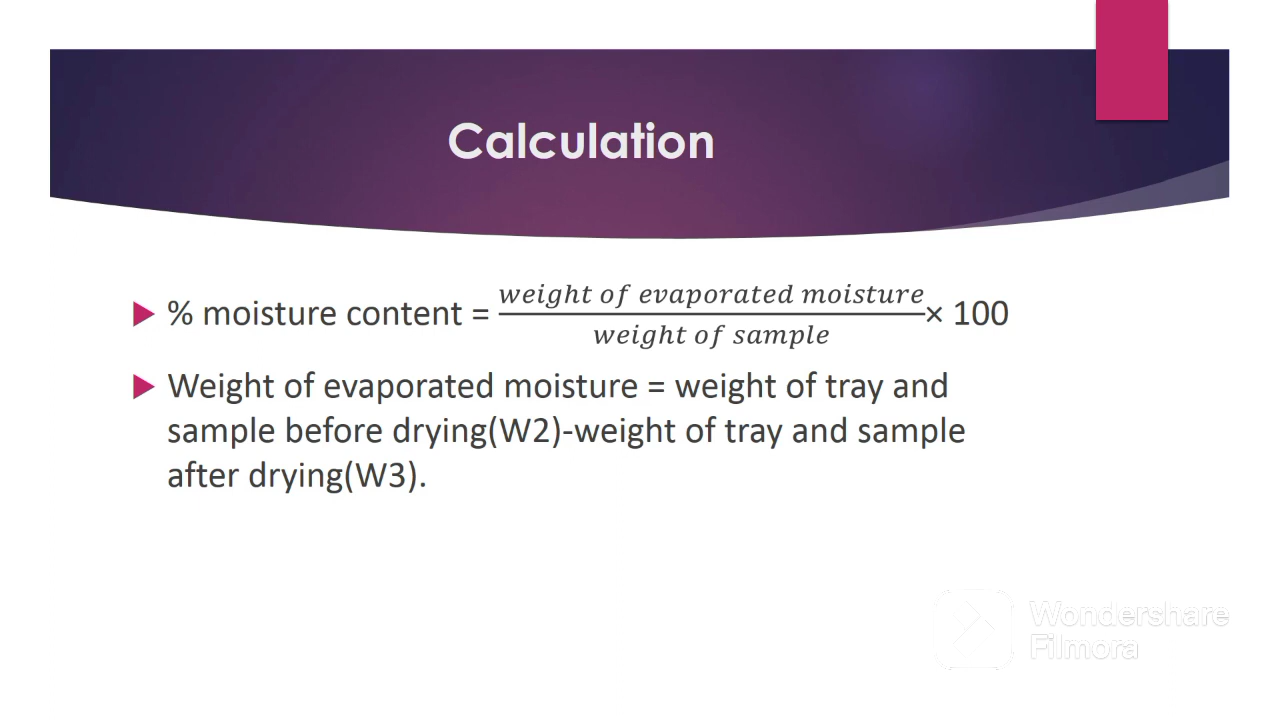 Calculation
% moisture content = \frac{weight of evaporated moisture}{weight of sample} × 100
Weight of evaporated moisture = weight of tray and
sample before drying(W2)-weight of tray and sample
after drying(W3).
Wondershare
Filmora